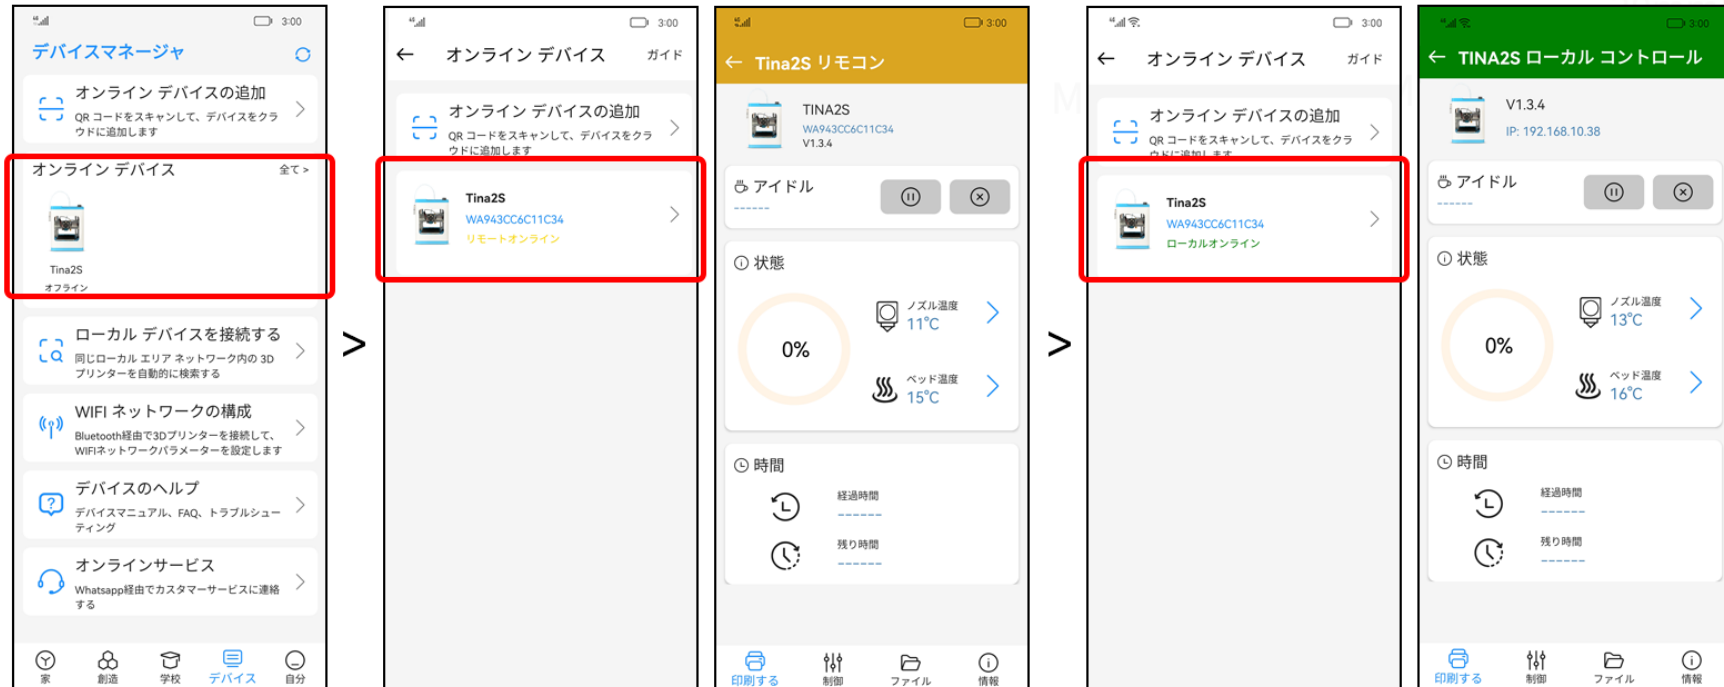 3:00
デバイスマネージャ
オンライン デバイスの追加
QR コードをスキャンして、デバイスをクラ
ウドに追加します
オンライン デバイス
全て >
Tina2S
オフライン
ローカル デバイスを接続する
同じローカル エリア ネットワーク内の 3D
プリンターを自動的に検索する
WIFI ネットワークの構成
Bluetooth経由で3Dプリンターを接続して、
WIFIネットワークパラメーターを設定します
デバイスのヘルプ
デバイスマニュアル、FAQ、トラブルシュー
ティング
オンラインサービス
Whatsapp経由でカスタマーサービスに連絡
する
家 創造 学校 デバイス 自分
>
3:00
← オンライン デバイス ガイド
オンライン デバイスの追加
QR コードをスキャンして、デバイスをクラ
ウドに追加します
Tina2S
WA943CC6C11C34
リモートオンライン
3:00
← Tina2S リモコン
TINA2S
WA943CC6C11C34
V1.3.4
アイドル
------
状態
0%
ノズル温度
11°C
ベッド温度
15°C
時間
経過時間
------
残り時間
------
印刷する 制御 ファイル 情報
>
3:00
← オンライン デバイス ガイド
オンライン デバイスの追加
QR コードをスキャンして、デバイスをクラ
ウドに追加します
Tina2S
WA943CC6C11C34
ローカルオンライン
3:00
← TINA2S ローカル コントロール
V1.3.4
IP: 192.168.10.38
アイドル
------
状態
0%
ノズル温度
13°C
ベッド温度
16°C
時間
経過時間
------
残り時間
------
印刷する 制御 ファイル 情報